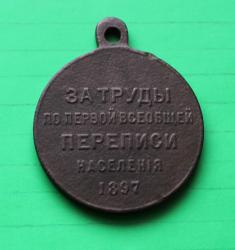 ЗА ТРУДЫ
ПО ПЕРВОЙ ВСЕОБЩЕЙ
ПЕРЕПИСИ
НАСЕЛЕНІЯ
1897